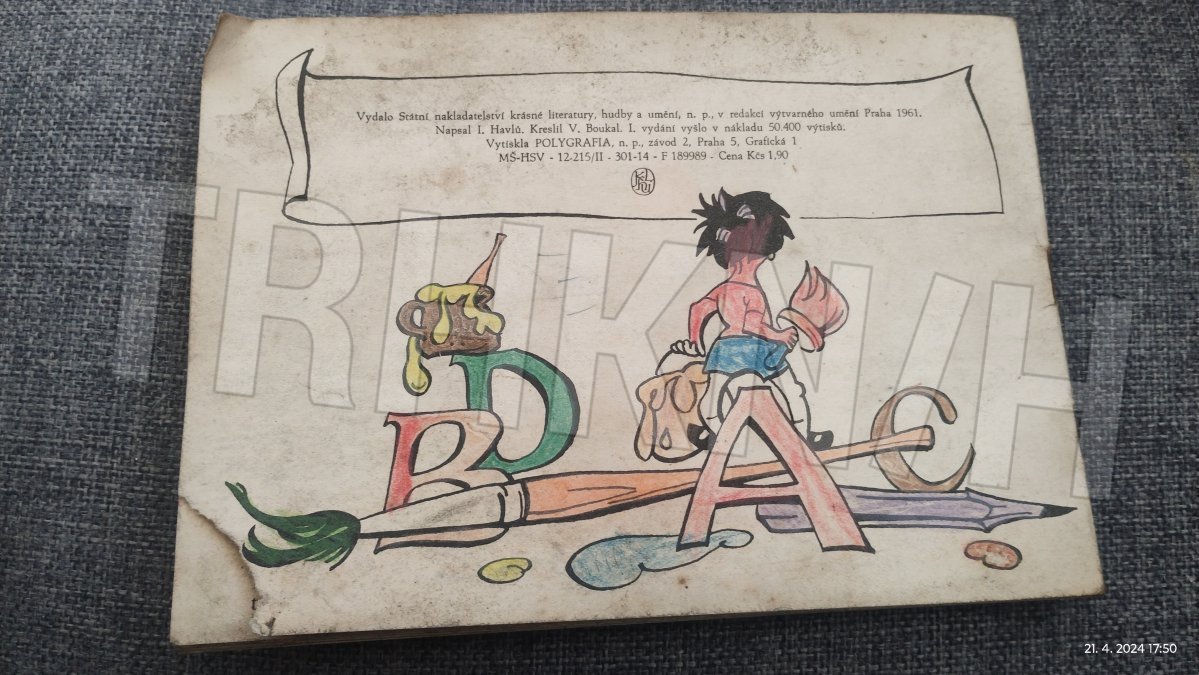 Vydalo Státní nakladatelství krásné literatury, hudby a umění, n. p., v redakci výtvarného umění Praha 1961.
Napsal I. Havlů. Kreslil V. Boukal. I. vydání vyšlo v nákladu 50.400 výtisků.
Vytiskla POLYGRAFIA, n. p., závod 2, Praha 5, Grafická 1
MŠ-HSV - 12-215/II - 301-14 - F 189989 - Cena Kčs 1,90
TRHKNIH
D
B A C
21. 4. 2024 17:50